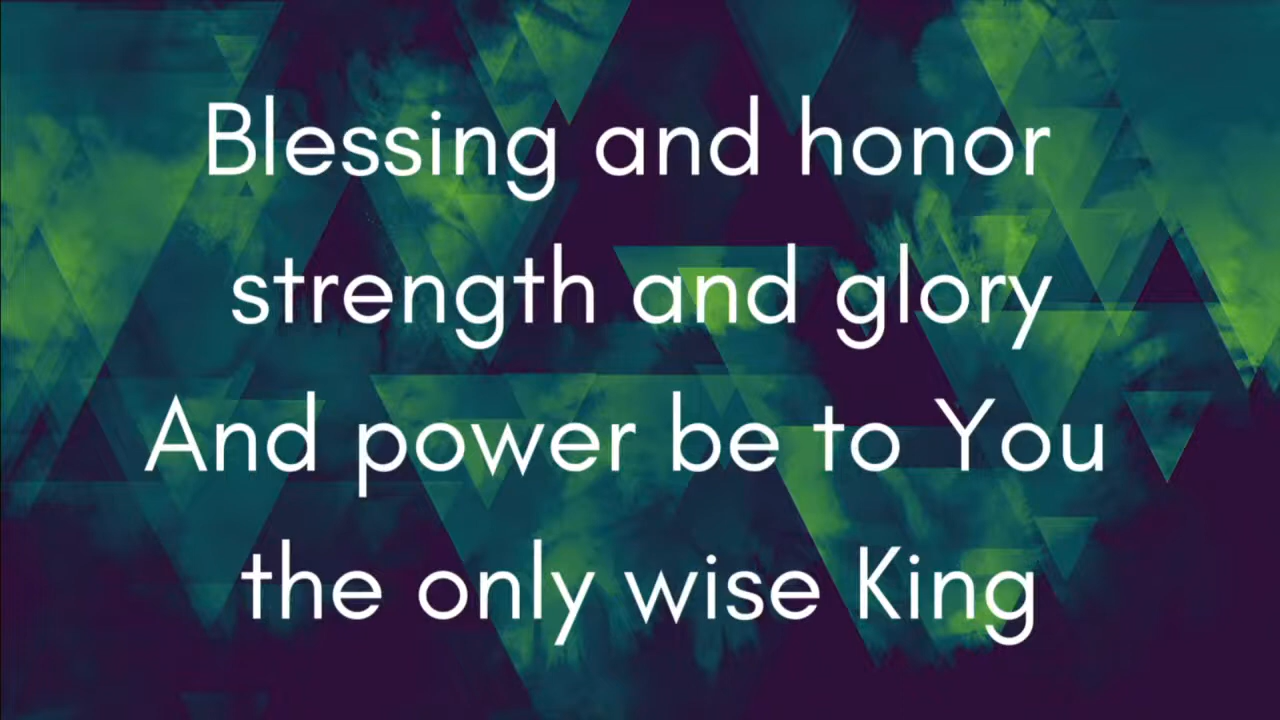 Blessing and honor
strength and glory
And power be to You
the only wise King